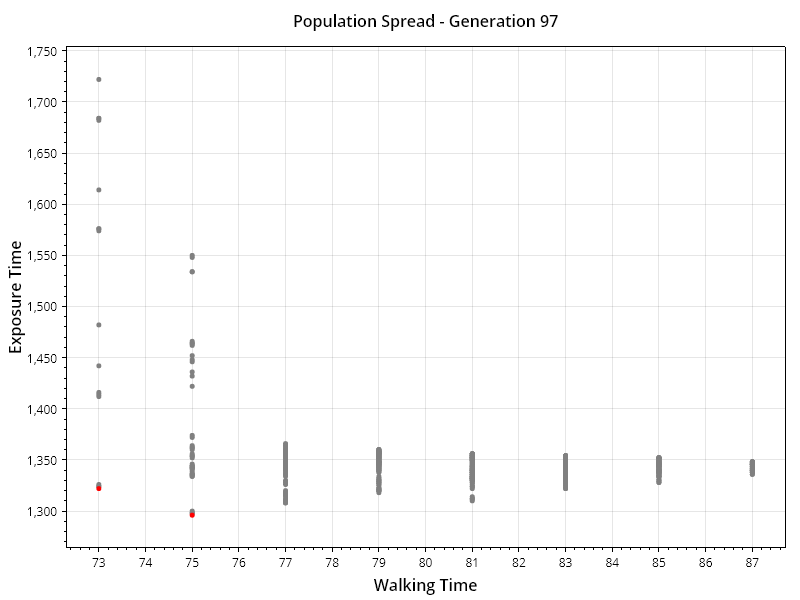 Population Spread - Generation 97
1,750
1,700
1,650
1,600
1,550
1,500
1,450
1,400
1,350
1,300
Exposure Time
73 74 75 76 77 79 80 81 82 83 84 85 86 87
Walking Time